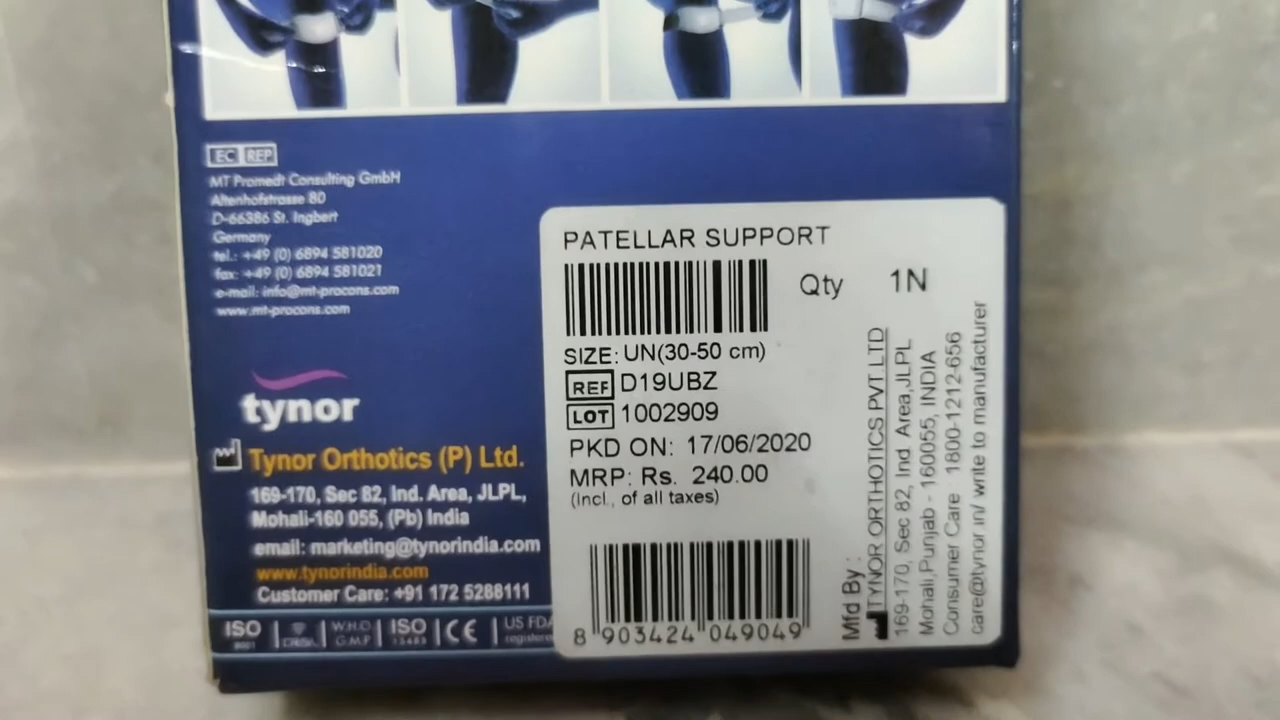 EC REP
MT Promedt Consulting GmbH
Altenhofstrasse 80
D-66386 St. Ingbert
Germany
tel.: +49 (0) 6894 581020
fax: +49 (0) 6894 581021
e-mail: info@mt-procons.com
www.mt-procons.com
tynor
Tynor Orthotics (P) Ltd.
169-170, Sec 82, Ind. Area, JLPL,
Mohali-160 055, (Pb) India
email: marketing@tynorindia.com
www.tynorindia.com
Customer Care: +91 172 5288111
ISO
9001
W.H.O
G.M.P
ISO
13485
CE
US FDA
registered
PATELLAR SUPPORT
Qty 1N
SIZE: UN(30-50 cm)
REF D19UBZ
LOT 1002909
PKD ON: 17/06/2020
MRP: Rs. 240.00
(Incl., of all taxes)
8 903424 049049
Mfd By :
TYNOR ORTHOTICS PVT.LTD
169-170, Sec 82, Ind. Area,JLPL
Mohali,Punjab - 160055, INDIA
Consumer Care 1800-1212-656
care@tynor in/ write to manufacturer